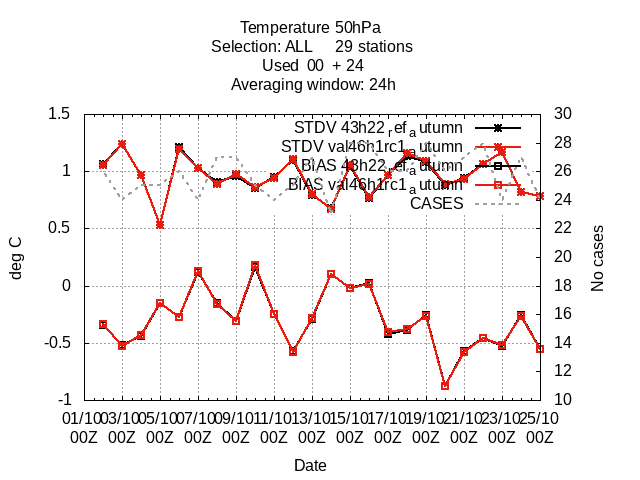 Temperature 50hPa
Selection: ALL 29 stations
Used 00 + 24
Averaging window: 24h
STDV 43h22_ref_autumn
STDV val46h1rc1_autumn
BIAS 43h22_ref_autumn
BIAS val46h1rc1_autumn
CASES
1.5
1
0.5
0
-0.5
-1
deg C
30
28
26
24
22
20
18
16
14
12
10
No cases
01/10 03/10 05/10 07/10 09/10 11/10 13/10 15/10 17/10 19/10 21/10 23/10 25/10
00Z 00Z 00Z 00Z 00Z 00Z 00Z 00Z 00Z 00Z 00Z 00Z 00Z
Date